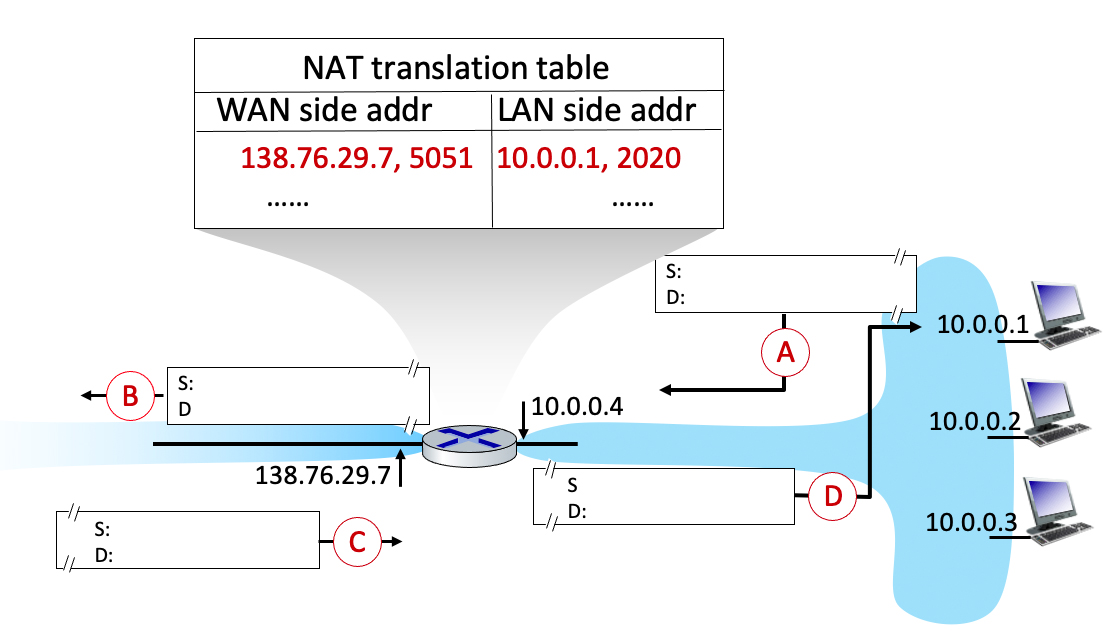 NAT translation table
WAN side addr LAN side addr
138.76.29.7, 5051 10.0.0.1, 2020
...... ......
S:
D:
A
10.0.0.1
B
S:
D
10.0.0.4
10.0.0.2
138.76.29.7
S
D:
D
S:
D:
C
10.0.0.3